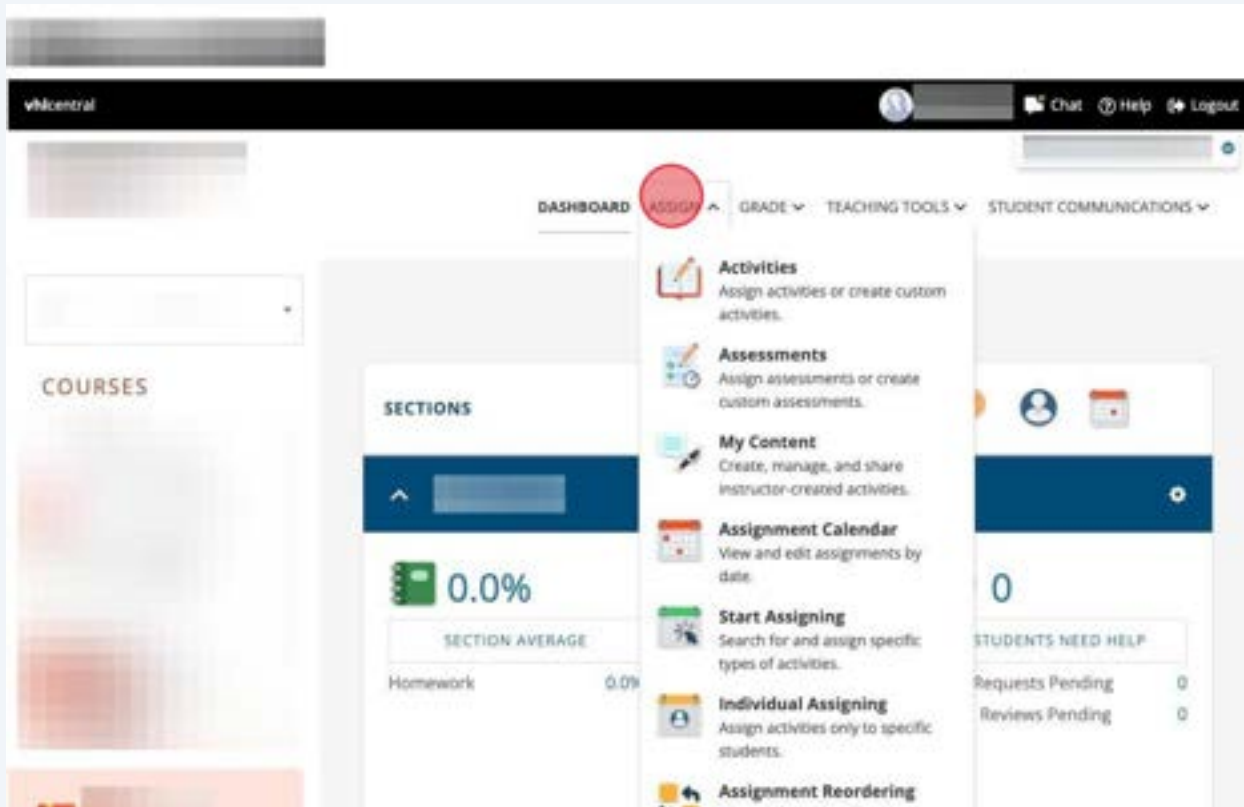 vhlcentral
Chat Help Logout
DASHBOARD ASSIGN GRADE TEACHING TOOLS STUDENT COMMUNICATIONS
Activities
Assign activities or create custom
activities.
Assessments
Assign assessments or create
custom assessments.
My Content
Create, manage, and share
instructor-created activities.
Assignment Calendar
View and edit assignments by
date.
Start Assigning
Search for and assign specific
types of activities.
Individual Assigning
Assign activities only to specific
students.
Assignment Reordering
COURSES
SECTIONS
0.0%
SECTION AVERAGE
Homework 0.0%
0
STUDENTS NEED HELP
Requests Pending 0
Reviews Pending 0